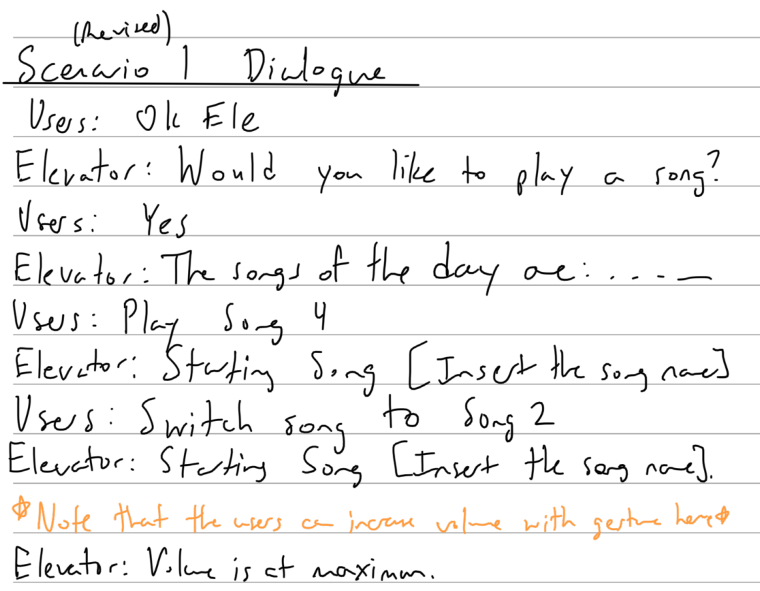 (Revised)
Scenario 1 Dialogue
Users: Ok Ele
Elevator: Would you like to play a song?
Users: Yes
Elevator: The songs of the day are: . . . . _
Users: Play Song 4
Elevator: Starting Song [Insert the song name]
Users: Switch song to Song 2
Elevator: Starting Song [Insert the song name].
*Note that the users can increase volume with gesture here*
Elevator: Volume is at maximum.